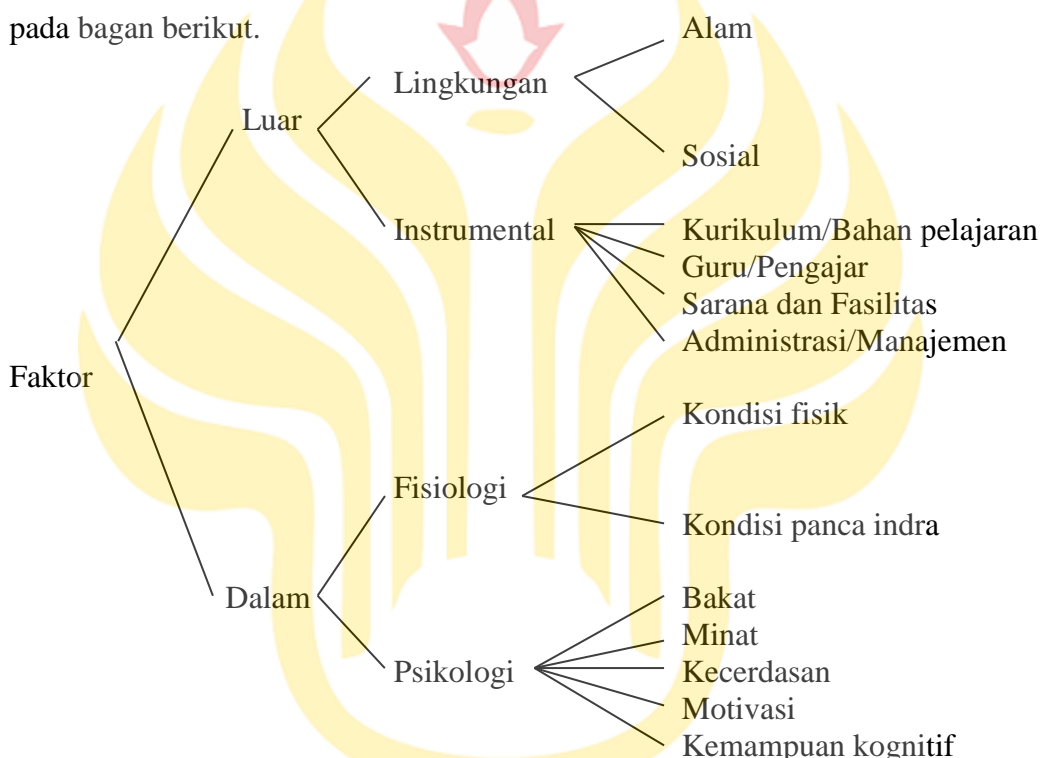 pada bagan berikut.
Alam
Lingkungan
Luar
Sosial
Instrumental
Kurikulum/Bahan pelajaran
Guru/Pengajar
Sarana dan Fasilitas
Administrasi/Manajemen
Faktor
Kondisi fisik
Fisiologi
Kondisi panca indra
Dalam
Bakat
Minat
Psikologi
Kecerdasan
Motivasi
Kemampuan kognitif